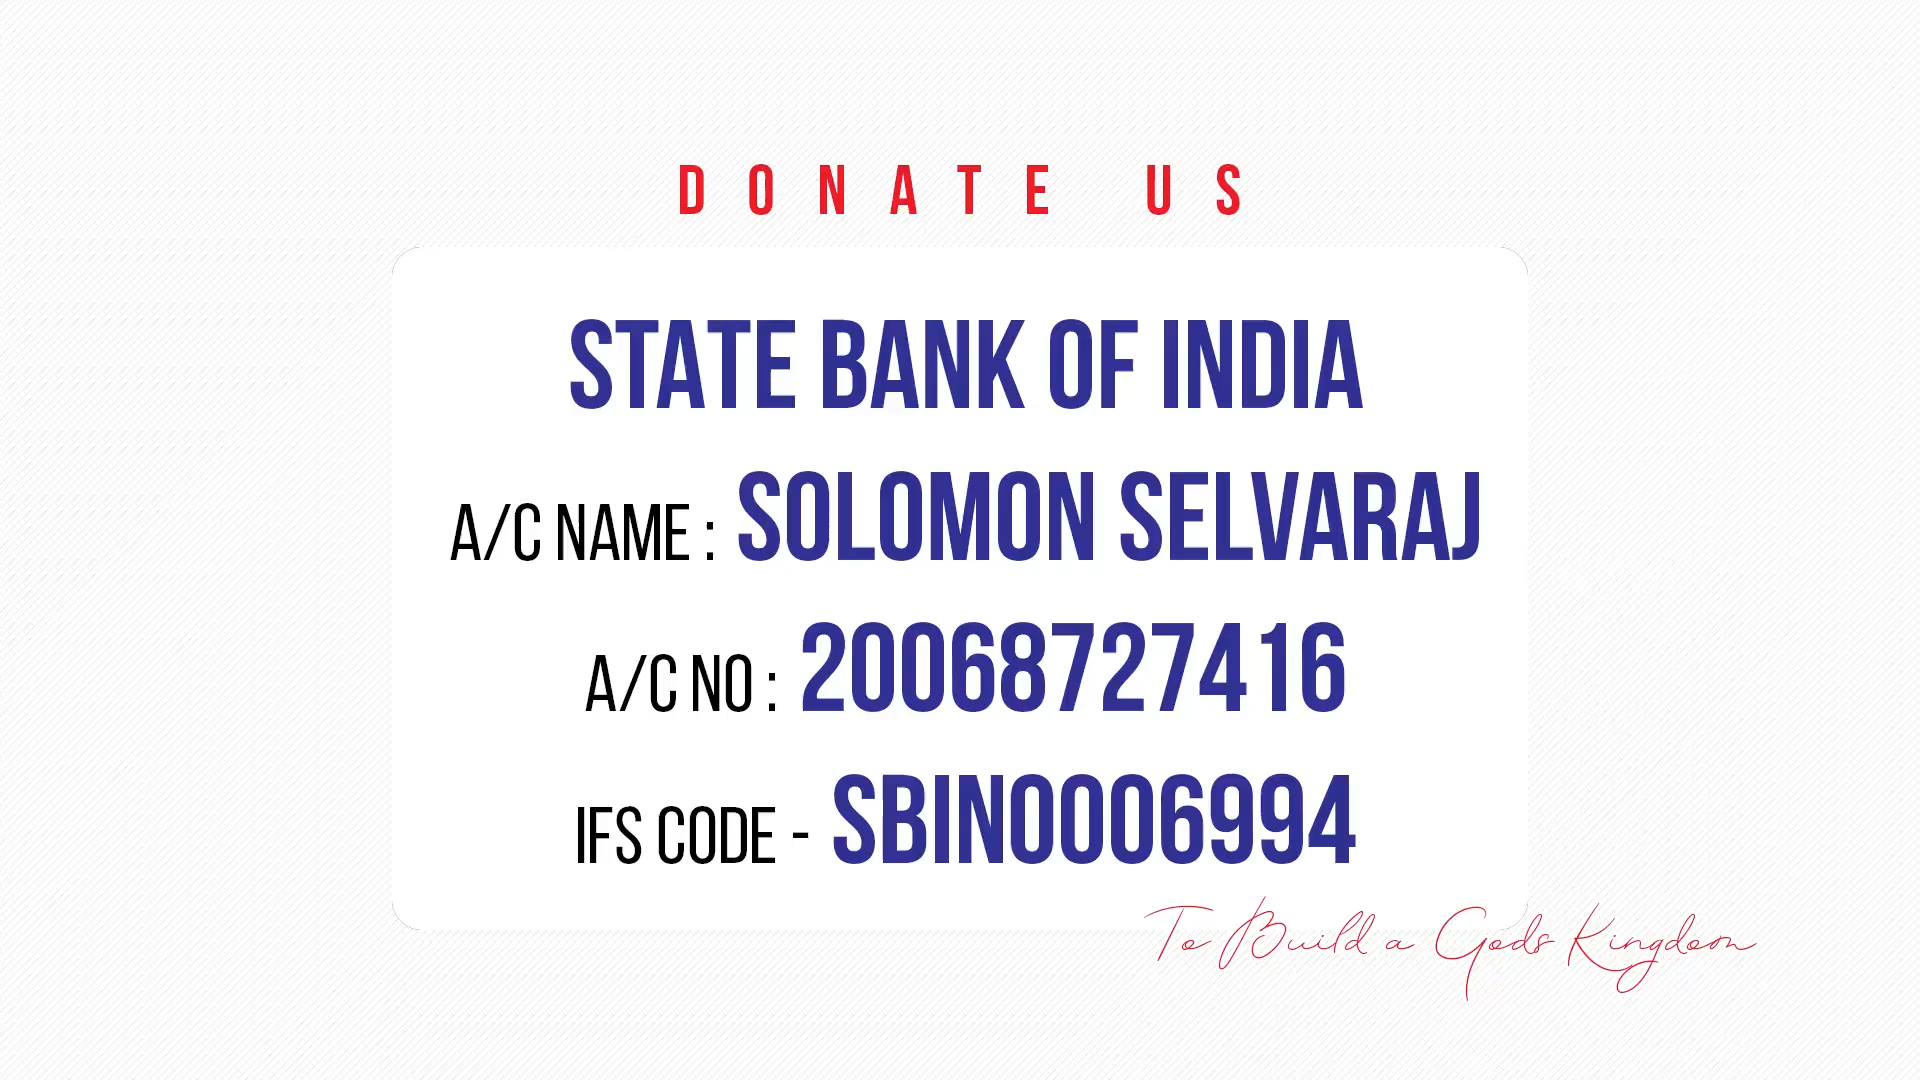 DONATE US
STATE BANK OF INDIA
A/C NAME : SOLOMON SELVARAJ
A/C NO : 20068727416
IFS CODE - SBIN0006994
To Build a Gods Kingdom